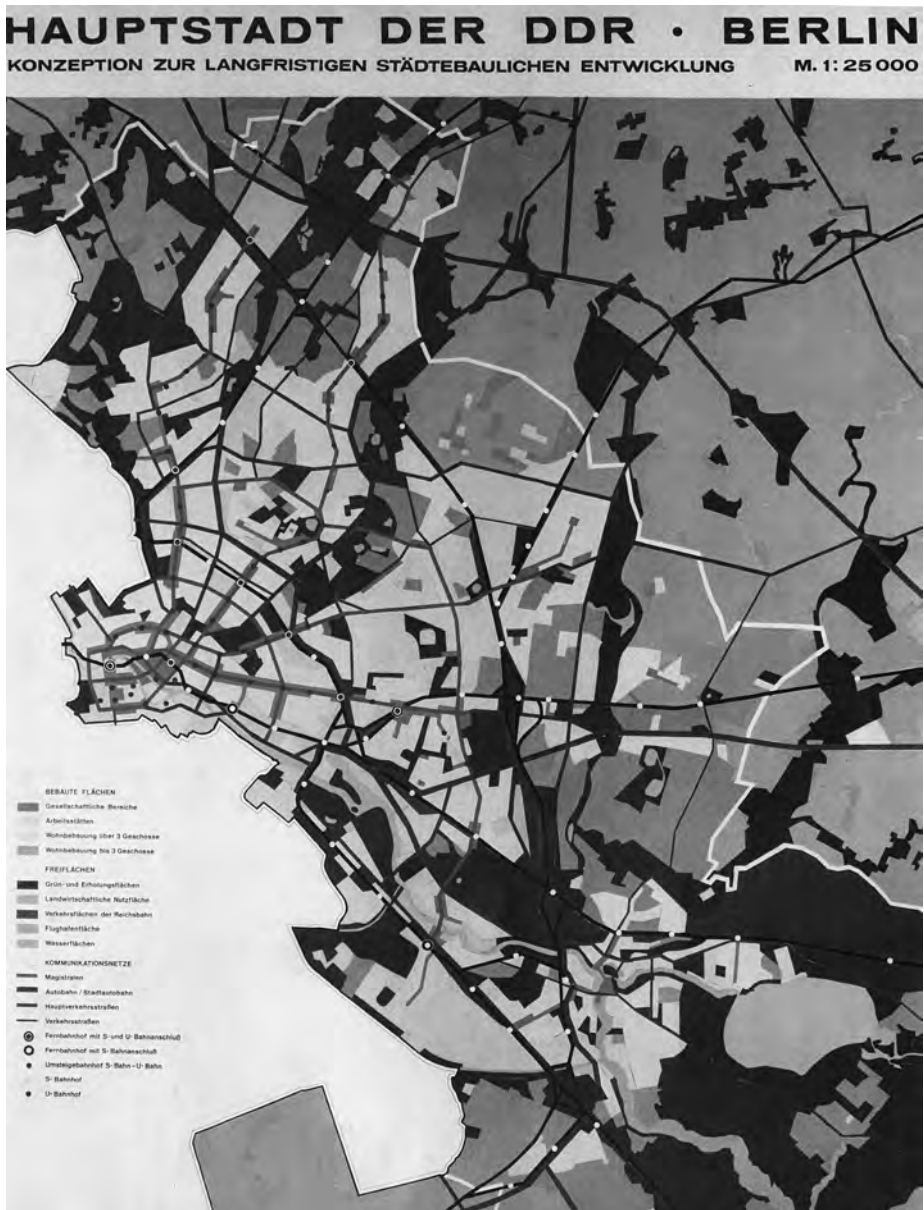 HAUPTSTADT DER DDR · BERLIN
KONZEPTION ZUR LANGFRISTIGEN STÄDTEBAULICHEN ENTWICKLUNG M. 1: 25 000
BEBAUTE FLÄCHEN
Gesellschaftliche Bereiche
Arbeitsstätten
Wohnbebauung über 3 Geschosse
Wohnbebauung bis 3 Geschosse
FREIFLÄCHEN
Grün- und Erholungsflächen
Landwirtschaftliche Nutzfläche
Verkehrsflächen der Reichsbahn
Flughafenfläche
Wasserflächen
KOMMUNIKATIONSNETZE
Magistralen
Autobahn / Stadtautobahn
Hauptverkehrsstraßen
Verkehrsstraßen
Fernbahnhof mit S- und U- Bahnanschluß
Fernbahnhof mit S- Bahnanschluß
Umsteigebahnhof S- Bahn - U- Bahn
S- Bahnhof
U- Bahnhof